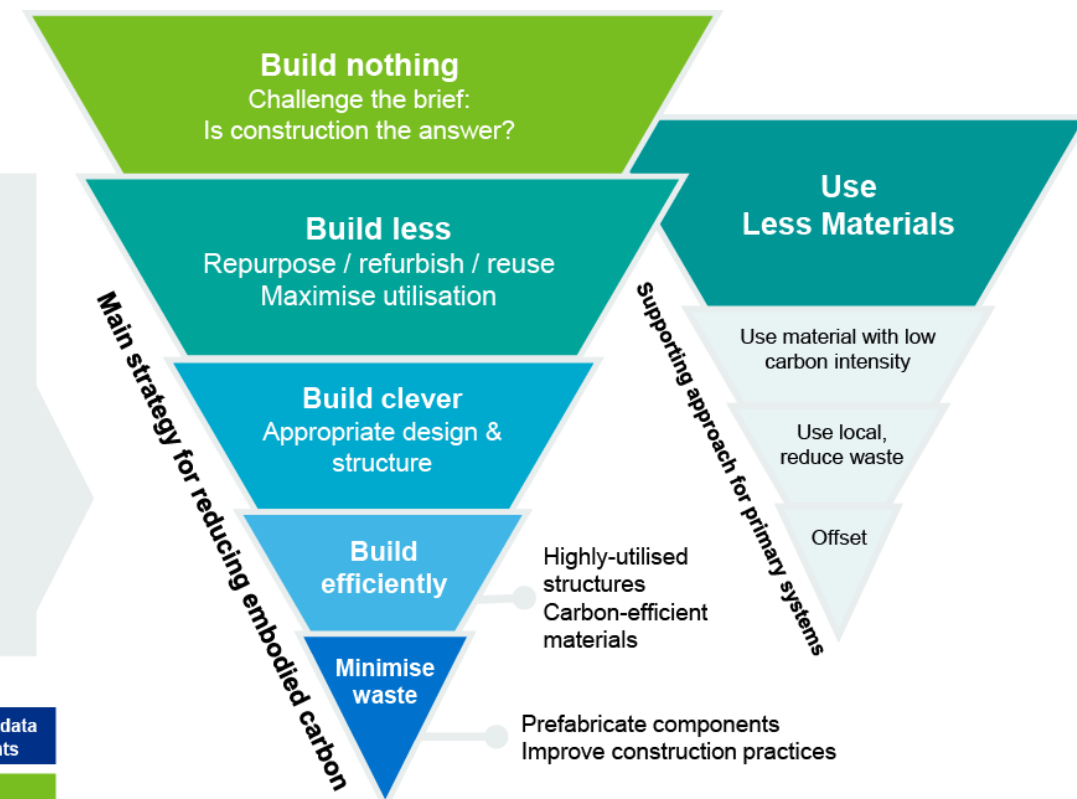 Build nothing
Challenge the brief:
Is construction the answer?
Build less
Repurpose / refurbish / reuse
Maximise utilisation
Build clever
Appropriate design &
structure
Build
efficiently
Highly-utilised
structures
Carbon-efficient
materials
Minimise
waste
Prefabricate components
Improve construction practices
Main strategy for reducing embodied carbon
Use
Less Materials
Use material with low
carbon intensity
Use local,
reduce waste
Offset
Supporting approach for primary systems
data